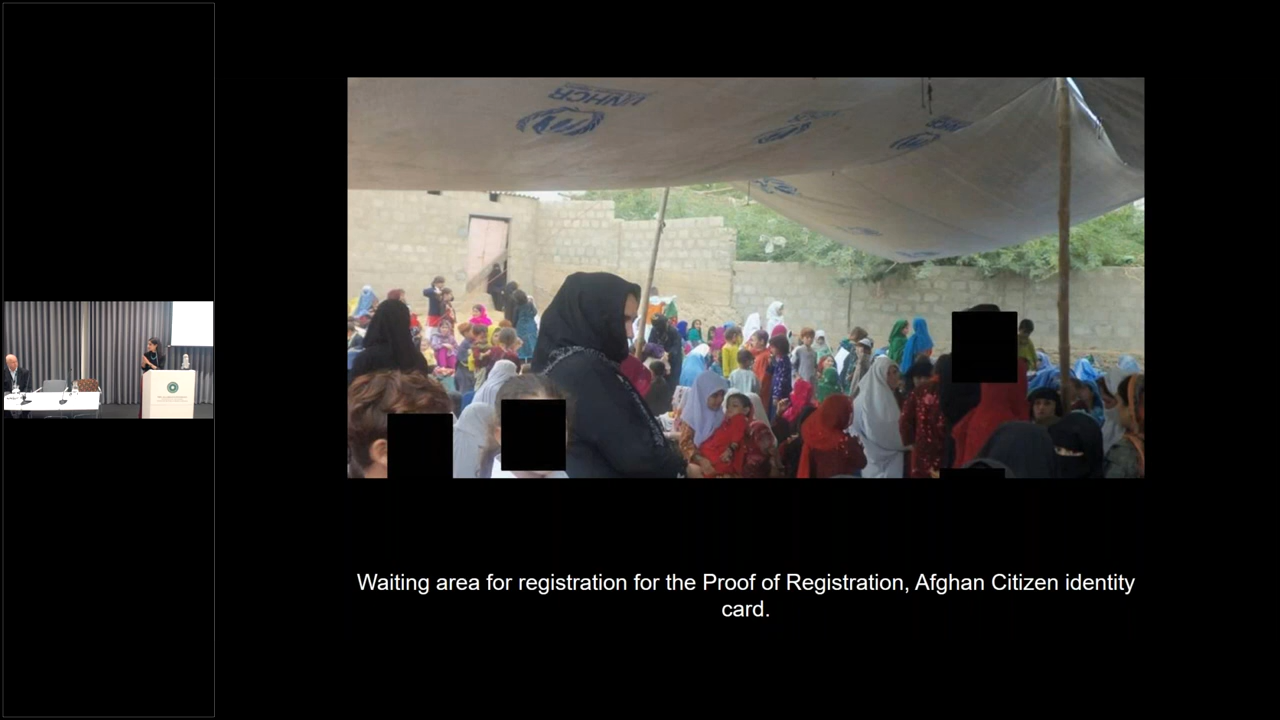 UNHCR
Waiting area for registration for the Proof of Registration, Afghan Citizen identity
card.